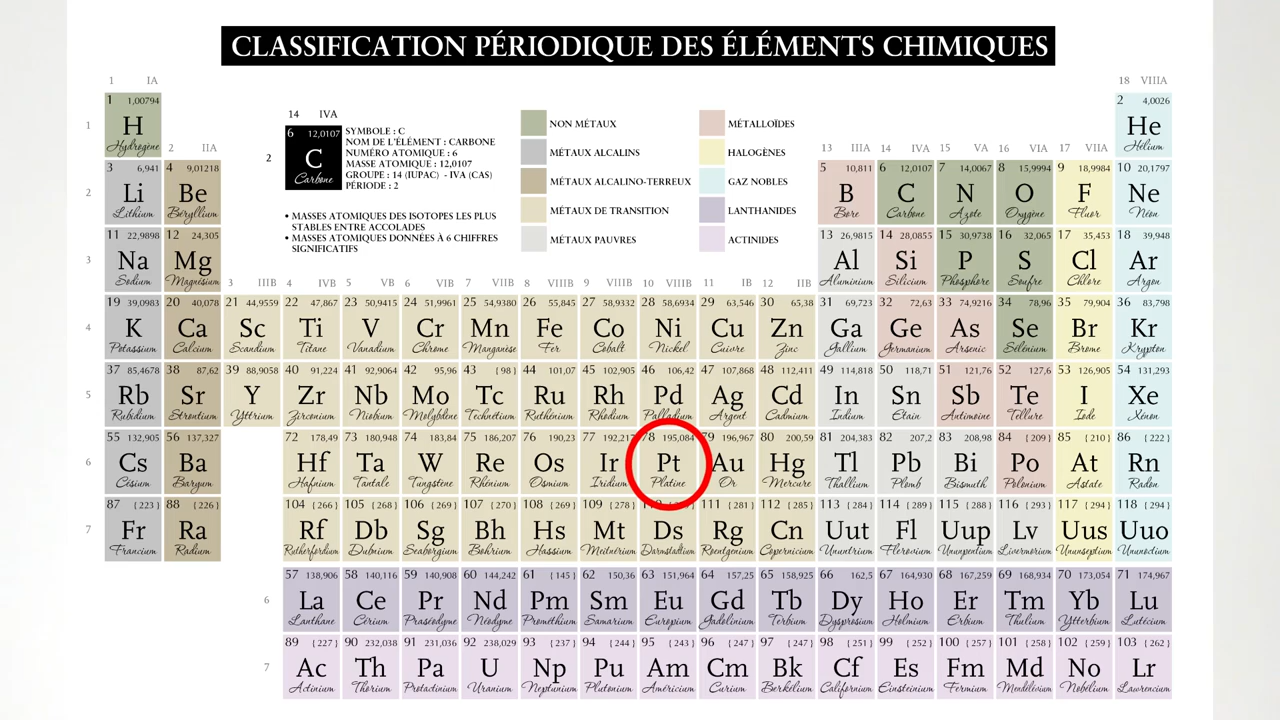 CLASSIFICATION PÉRIODIQUE DES ÉLÉMENTS CHIMIQUES
1 IA
18 VIIIA
1
1 1,00794
H
Hydrogène
2 IIA
14 IVA
2
6 12,0107
C
Carbone
SYMBOLE : C
NOM DE L'ÉLÉMENT : CARBONE
NUMÉRO ATOMIQUE : 6
MASSE ATOMIQUE : 12,0107
GROUPE : 14 (IUPAC) - IVA (CAS)
PÉRIODE : 2
• MASSES ATOMIQUES DES ISOTOPES LES PLUS
STABLES ENTRE ACCOLADES
• MASSES ATOMIQUES DONNÉES À 6 CHIFFRES
SIGNIFICATIFS
NON MÉTAUX
MÉTAUX ALCALINS
MÉTAUX ALCALINO-TERREUX
MÉTAUX DE TRANSITION
MÉTAUX PAUVRES
MÉTALLOÏDES
HALOGÈNES
GAZ NOBLES
LANTHANIDES
ACTINIDES
13 IIIA 14 IVA 15 VA 16 VIA 17 VIIA
2 4,0026
He
Hélium
2
3 6,941 4 9,01218 5 10,811 6 12,0107 7 14,0067 8 15,9994 9 18,9984 10 20,1797
Li Be B C N O F Ne
Lithium Béryllium Bore Carbone Azote Oxygène Fluor Néon
3
11 22,9898 12 24,305 13 26,9815 14 28,0855 15 30,9738 16 32,065 17 35,453 18 39,948
Na Mg Al Si P S Cl Ar
Sodium Magnésium Aluminium Silicium Phosphore Soufre Chlore Argon
3 IIIB 4 IVB 5 VB 6 VIB 7 VIIB 8 VIIIB 9 VIIIB 10 VIIIB 11 IB 12 IIB
4
19 39,0983 20 40,078 21 44,9559 22 47,867 23 50,9415 24 51,9961 25 54,9380 26 55,845 27 58,9332 28 58,6934 29 63,546 30 65,38 31 69,723 32 72,63 33 74,9216 34 78,96 35 79,904 36 83,798
K Ca Sc Ti V Cr Mn Fe Co Ni Cu Zn Ga Ge As Se Br Kr
Potassium Calcium Scandium Titane Vanadium Chrome Manganèse Fer Cobalt Nickel Cuivre Zinc Gallium Germanium Arsenic Sélénium Brome Krypton
5
37 85,4678 38 87,62 39 88,9058 40 91,224 41 92,9064 42 95,96 43 {98} 44 101,07 45 102,905 46 106,42 47 107,868 48 112,411 49 114,818 50 118,71 51 121,76 52 127,6 53 126,905 54 131,293
Rb Sr Y Zr Nb Mo Tc Ru Rh Pd Ag Cd In Sn Sb Te I Xe
Rubidium Strontium Yttrium Zirconium Niobium Molybdène Technetium Ruthénium Rhodium Palladium Argent Cadmium Indium Etain Antimoine Tellure Iode Xénon
6
55 132,905 56 137,327 72 178,49 73 180,948 74 183,84 75 186,207 76 190,23 77 192,217 78 195,084 79 196,967 80 200,59 81 204,383 82 207,2 83 208,98 84 {209} 85 {210} 86 {222}
Cs Ba Hf Ta W Re Os Ir Pt Au Hg Tl Pb Bi Po At Rn
Césium Baryum Hafnium Tantale Tungstène Rhénium Osmium Iridium Platine Or Mercure Thallium Plomb Bismuth Polonium Astate Radon
7
87 {223} 88 {226} 104 {266} 105 {268} 106 {269} 107 {270} 108 {269} 109 {278} 111 {281} 112 {285} 113 {284} 114 {289} 115 {288} 116 {293} 117 {294} 118 {294}
Fr Ra Rf Db Sg Bh Hs Mt Ds Rg Cn Uut Fl Uup Lv Uus Uuo
Francium Radium Rutherfordium Dubnium Seaborgium Bohrium Hassium Meitnérium Darmstadtium Roentgenium Copernicium Ununtrium Flerovium Ununpentium Livermorium Ununseptium Ununoctium
6
57 138,906 58 140,116 59 140,908 60 144,242 61 {145} 62 150,36 63 151,964 64 157,25 65 158,925 66 162,5 67 164,930 68 167,259 69 168,934 70 173,054 71 174,967
La Ce Pr Nd Pm Sm Eu Gd Tb Dy Ho Er Tm Yb Lu
Lanthane Cérium Praséodyme Néodyme Prométhium Samarium Europium Gadolinium Terbium Dysprosium Holmium Erbium Thulium Ytterbium Lutécium
7
89 {227} 90 232,038 91 231,036 92 238,029 93 {237} 94 {244} 95 {243} 96 {247} 97 {247} 98 {251} 99 {252} 100 {257} 101 {258} 102 {259} 103 {262}
Ac Th Pa U Np Pu Am Cm Bk Cf Es Fm Md No Lr
Actinium Thorium Protactinium Uranium Neptunium Plutonium Américium Curium Berkélium Californium Einsteinium Fermium Mendélévium Nobélium Lawrencium